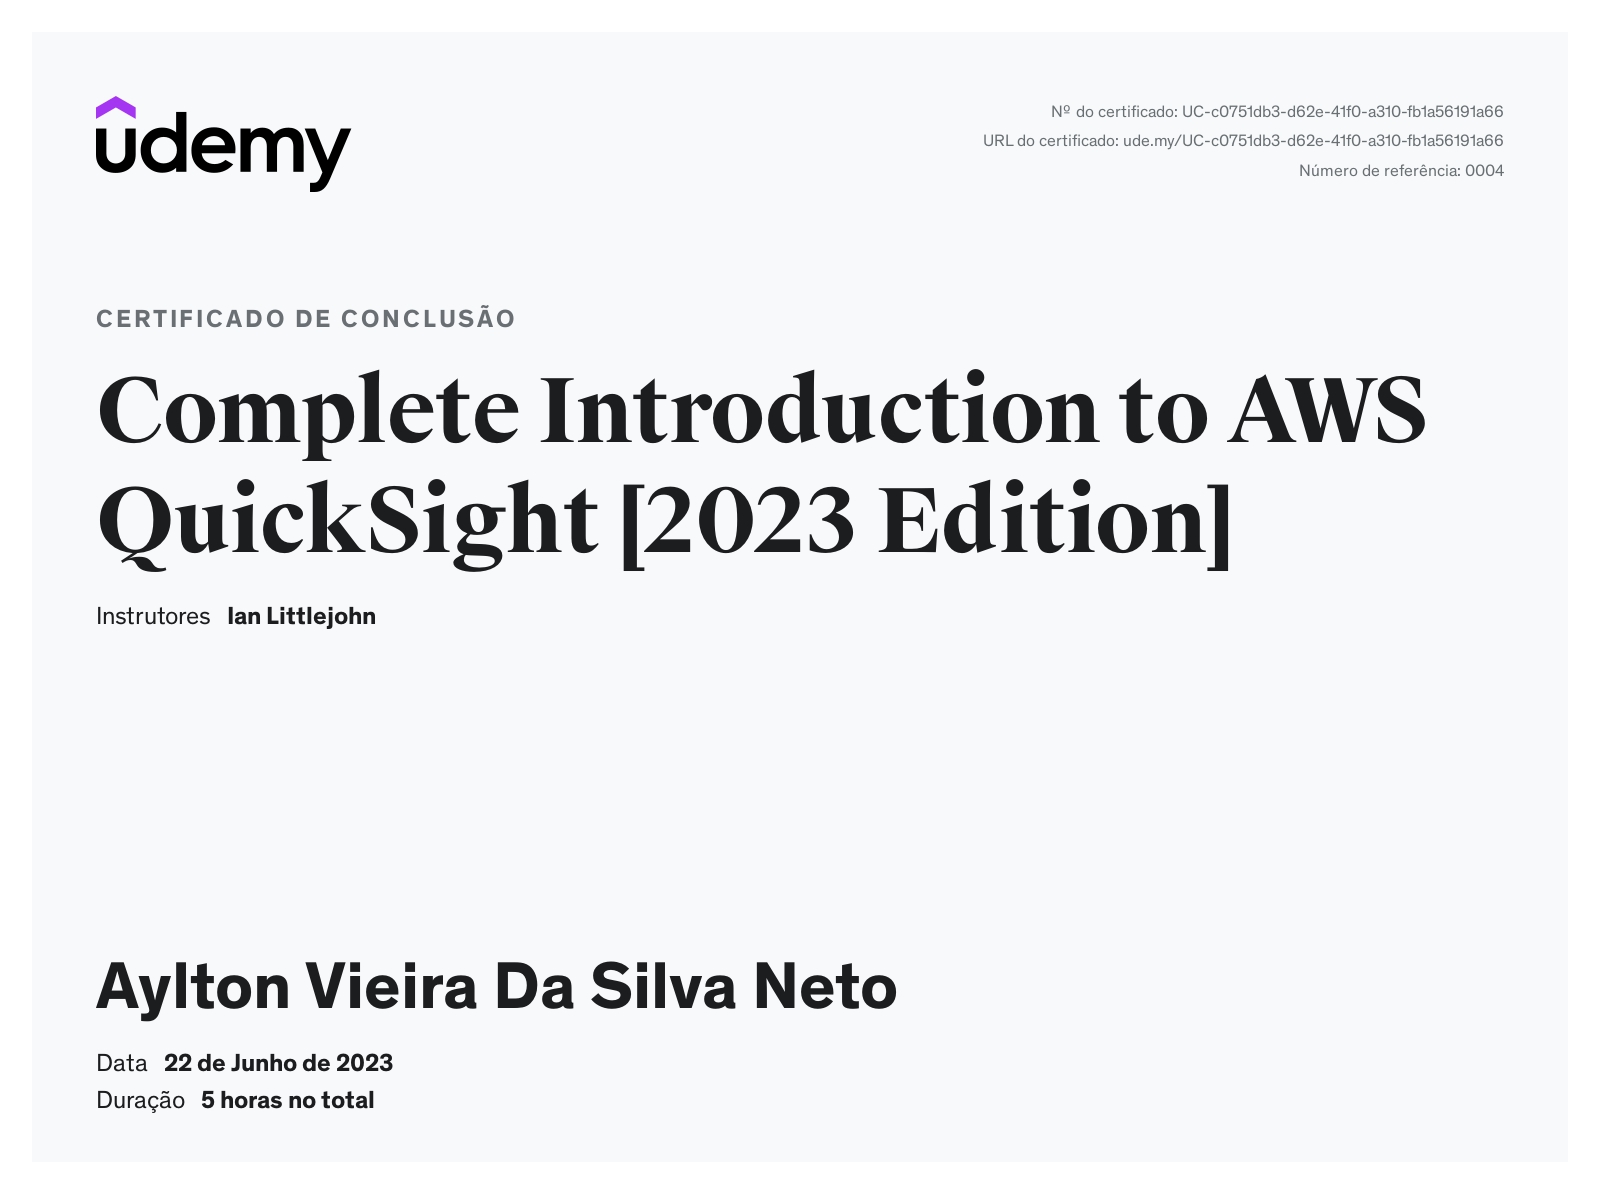 udemy
Nº do certificado: UC-c0751db3-d62e-41f0-a310-fb1a56191a66
URL do certificado: ude.my/UC-c0751db3-d62e-41f0-a310-fb1a56191a66
Número de referência: 0004
CERTIFICADO DE CONCLUSÃO
Complete Introduction to AWS
QuickSight [2023 Edition]
Instrutores Ian Littlejohn
Aylton Vieira Da Silva Neto
Data 22 de Junho de 2023
Duração 5 horas no total